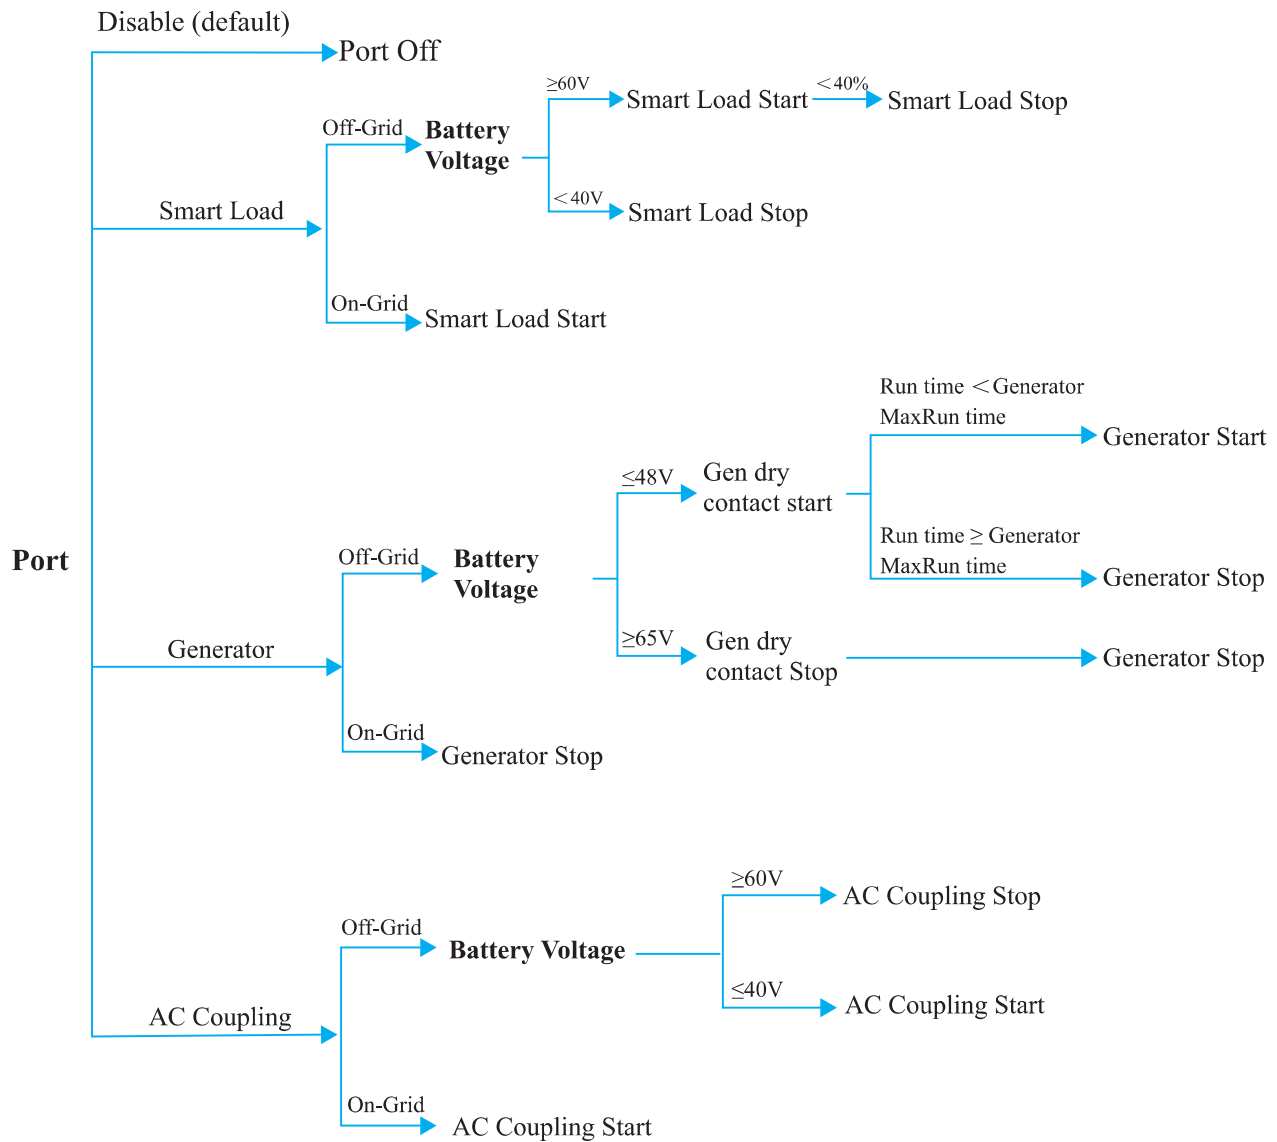 Disable (default)
Port Off
≥60V
Smart Load Start
<40%
Smart Load Stop
Off-Grid
Battery
Voltage
<40V
Smart Load Stop
Smart Load
On-Grid
Smart Load Start
Run time <Generator
MaxRun time
Generator Start
≤48V
Gen dry
contact start
Run time ≥ Generator
MaxRun time
Generator Stop
Port
Off-Grid
Battery
Voltage
≥65V
Gen dry
contact Stop
Generator Stop
Generator
On-Grid
Generator Stop
≥60V
AC Coupling Stop
Off-Grid
Battery Voltage
≤40V
AC Coupling Start
AC Coupling
On-Grid
AC Coupling Start